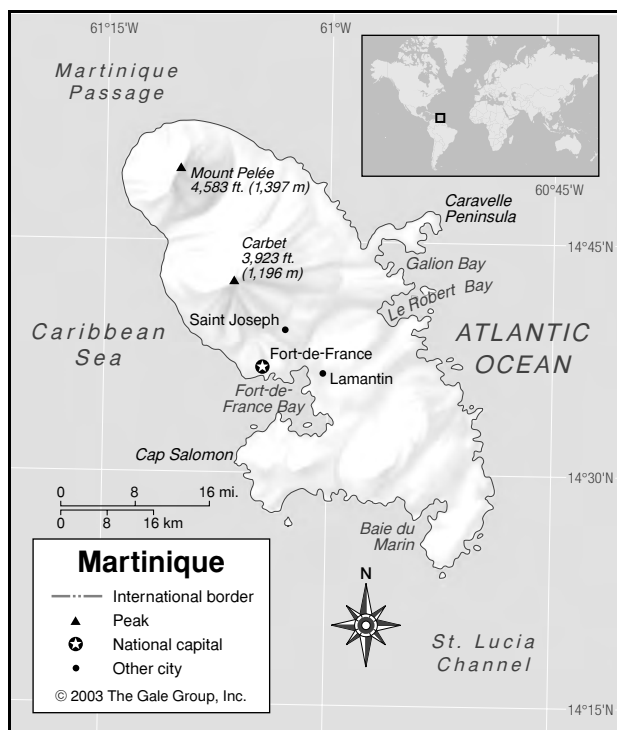 61°15'W
61°W
Martinique
Passage
Mount Pelée
4,583 ft. (1,397 m)
60°45'W
Caravelle
Peninsula
Carbet
3,923 ft.
(1,196 m)
14°45'N
Galion Bay
Le Robert Bay
Saint Joseph
Caribbean
Sea
ATLANTIC
OCEAN
Fort-de-France
Lamantin
Fort-de-
France Bay
Cap Salomon
14°30'N
0 8 16 mi.
0 8 16 km
Baie du
Marin
Martinique
International border
Peak
National capital
Other city
© 2003 The Gale Group, Inc.
N
St. Lucia
Channel
14°15'N